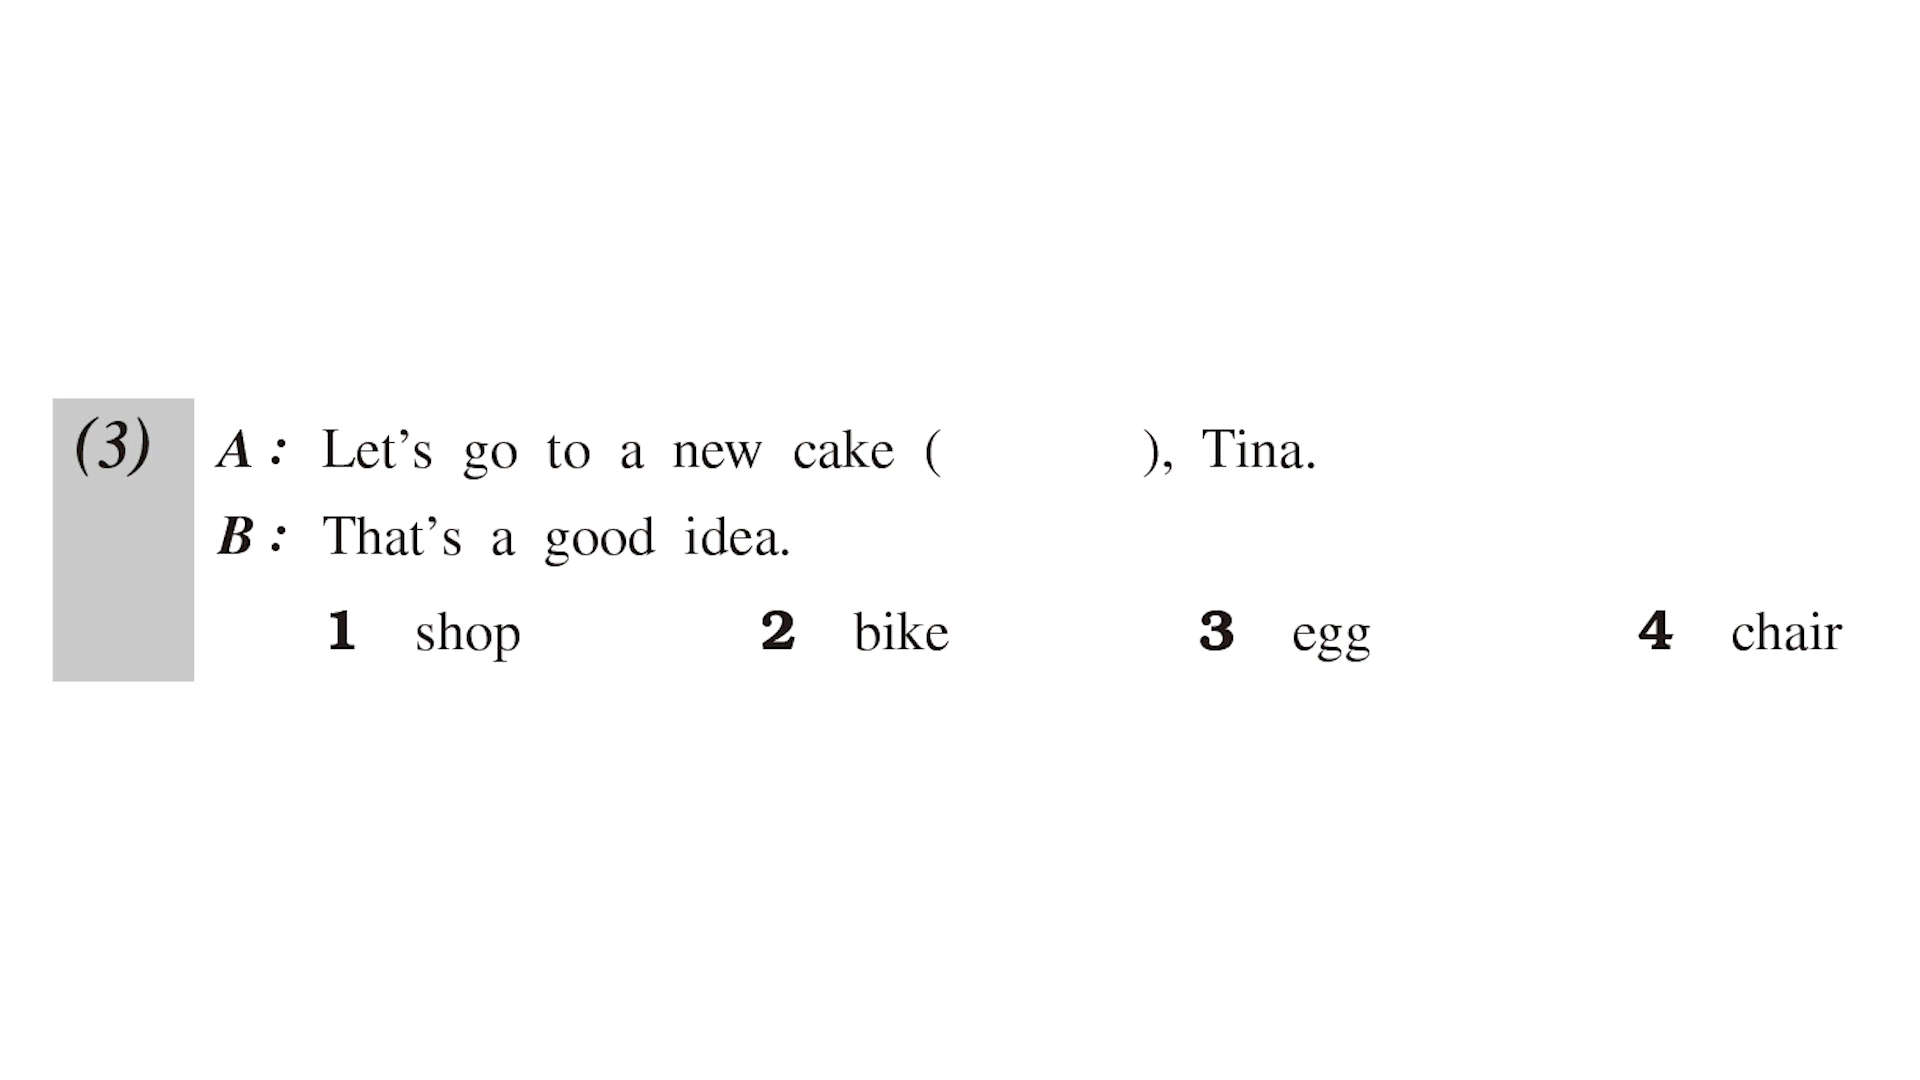 (3) A : Let's go to a new cake ( ), Tina.
B : That's a good idea.
1 shop 2 bike 3 egg 4 chair